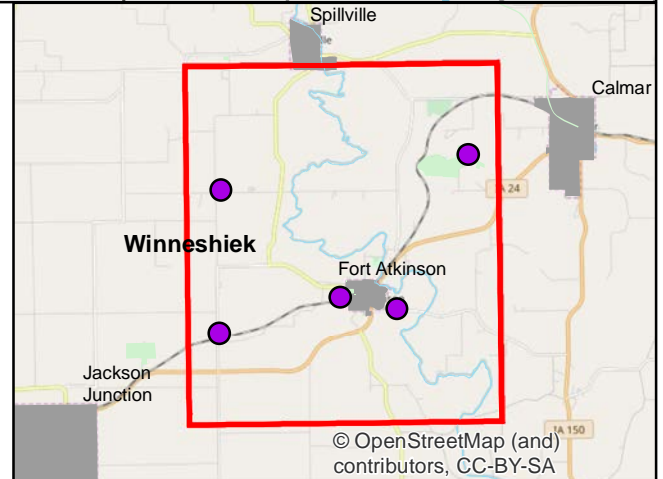 Spillville
Calmar
IA 24
Winneshiek
Fort Atkinson
Jackson
Junction
IA 150
© OpenStreetMap (and)
contributors, CC-BY-SA